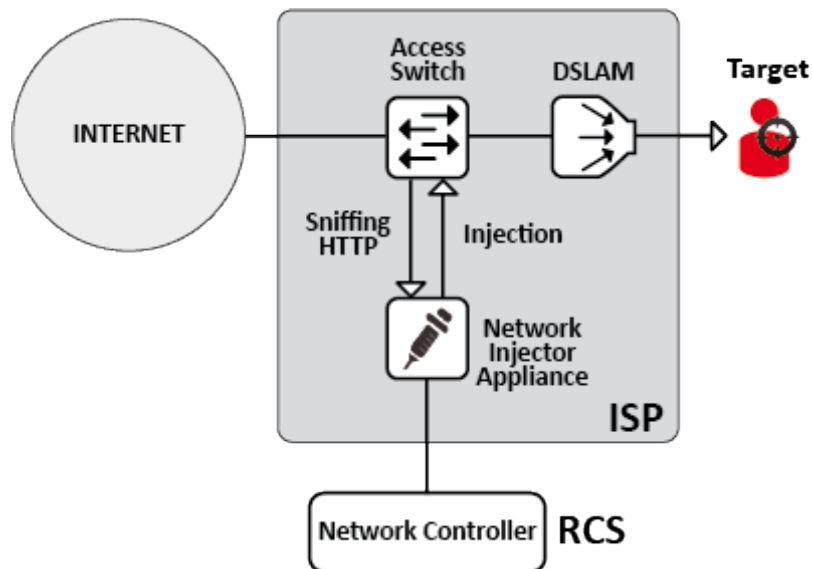 Access
Switch
DSLAM
Target
INTERNET
Sniffing
HTTP
Injection
Network
Injector
Appliance
ISP
Network Controller
RCS